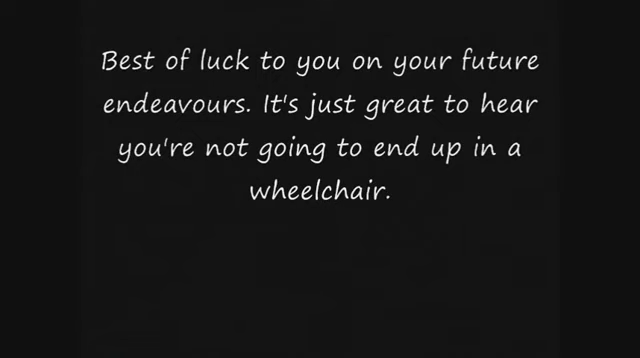 Best of luck to you on your future
endeavours. It's just great to hear
you're not going to end up in a
wheelchair.